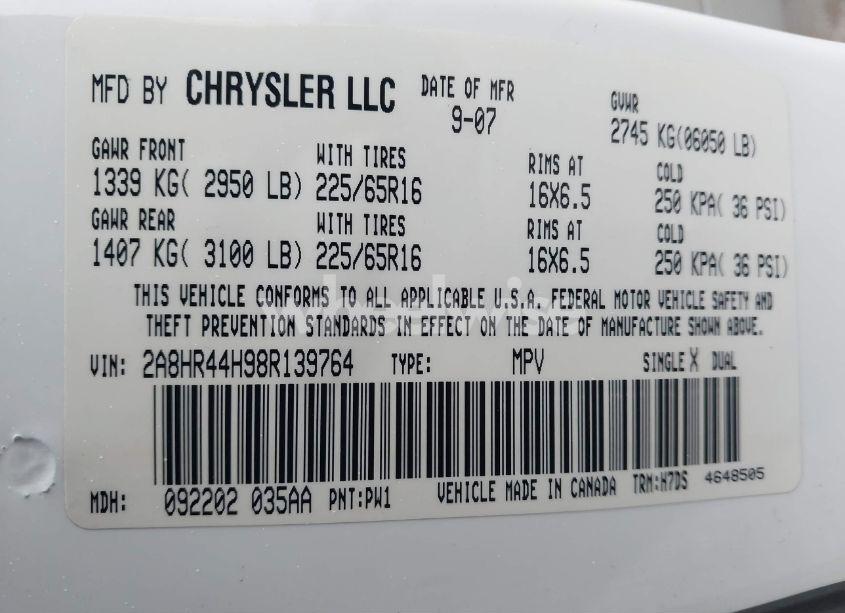 MFD BY CHRYSLER LLC DATE OF MFR GVWR
9-07 2745 KG(06050 LB)
GAWR FRONT WITH TIRES RIMS AT COLD
1339 KG( 2950 LB) 225/65R16 16X6.5 250 KPA( 36 PSI)
GAWR REAR WITH TIRES RIMS AT COLD
1407 KG( 3100 LB) 225/65R16 16X6.5 250 KPA( 36 PSI)
THIS VEHICLE CONFORMS TO ALL APPLICABLE U.S.A. FEDERAL MOTOR VEHICLE SAFETY AND
THEFT PREVENTION STANDARDS IN EFFECT ON THE DATE OF MANUFACTURE SHOWN ABOVE.
VIN: 2A8HR44H98R139764 TYPE: MPV SINGLE X DUAL
MDH: 092202 035AA PNT:PW1 VEHICLE MADE IN CANADA TRM:H7DS 4648505